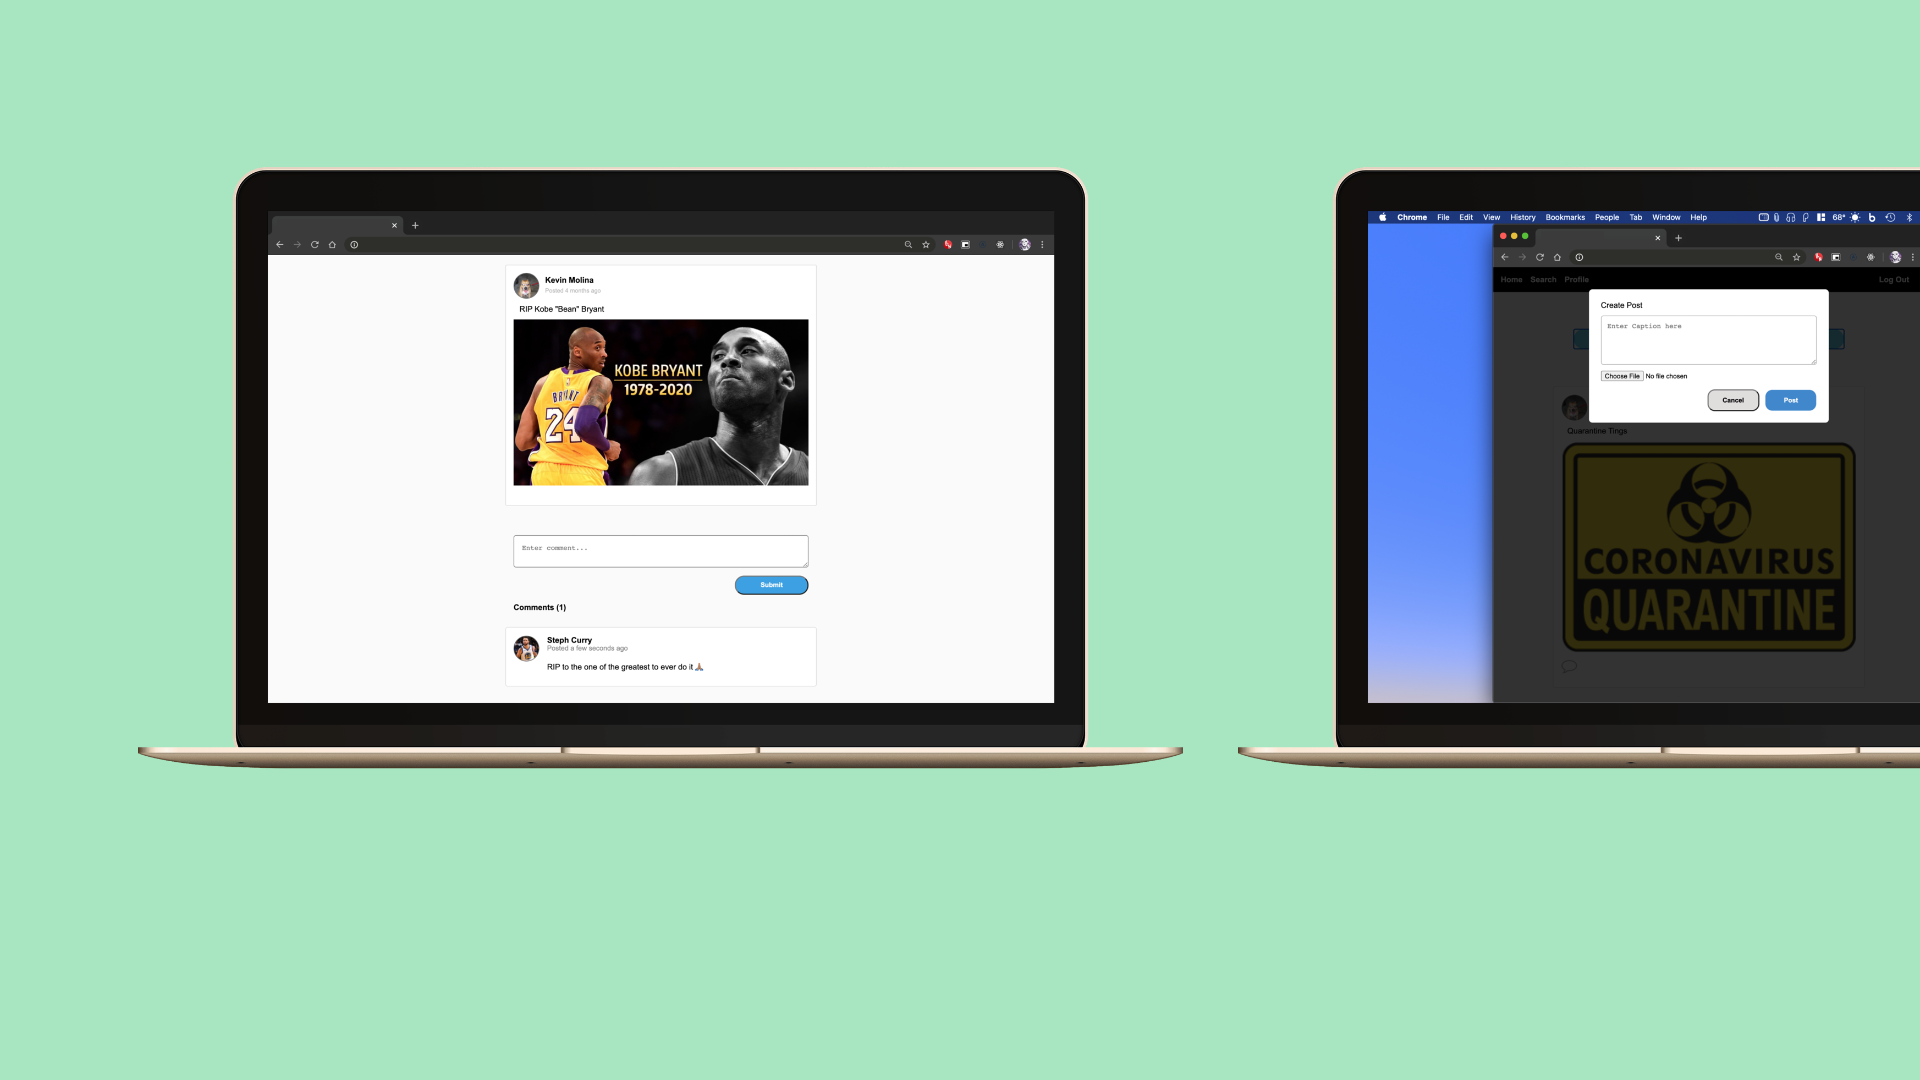 Kevin Molina
Posted 4 months ago
RIP Kobe "Bean" Bryant
BRYANT
24
KOBE BRYANT
1978-2020
Enter comment...
Submit
Comments (1)
Steph Curry
Posted a few seconds ago
RIP to the one of the greatest to ever do it🙏🏽
Chrome File Edit View History Bookmarks People Tab Window Help 68°
Home Search Profile Log Out
Create Post
Enter Caption here
Choose File No file chosen
Cancel Post
Quarantine Tings
CORONAVIRUS
QUARANTINE